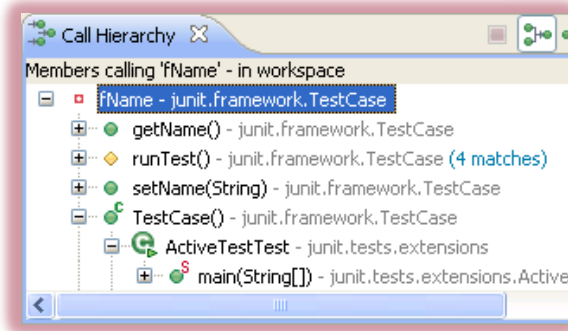 Call Hierarchy
Members calling 'fName' - in workspace
fName - junit.framework.TestCase
getName() - junit.framework.TestCase
runTest() - junit.framework.TestCase (4 matches)
setName(String) - junit.framework.TestCase
C TestCase() - junit.framework.TestCase
ActiveTestTest - junit.tests.extensions
S main(String[]) - junit.tests.extensions.Active